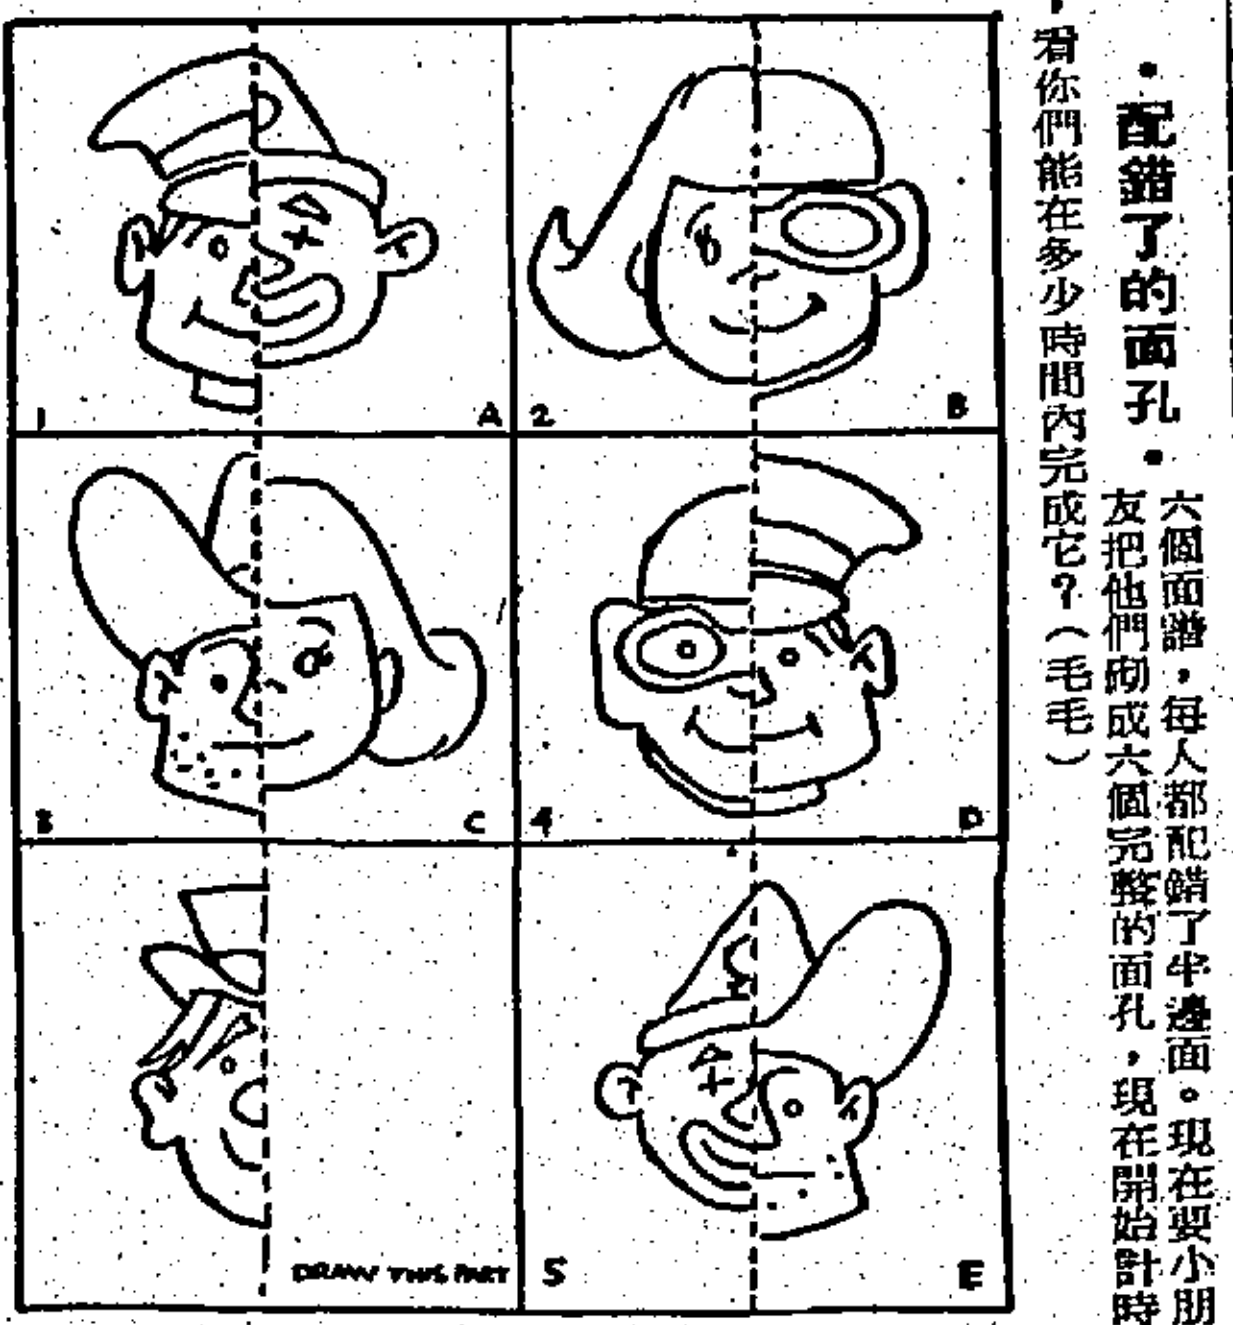 ・配錯了的面孔・
六個面譜，每人都配錯了半邊面。現在要小朋
友把他們砌成六個完整的面孔，現在開始計時
，看你們能在多少時間內完成它？（毛毛）
1
A
2
B
3
C
4
D
DRAW THIS PART
5
E